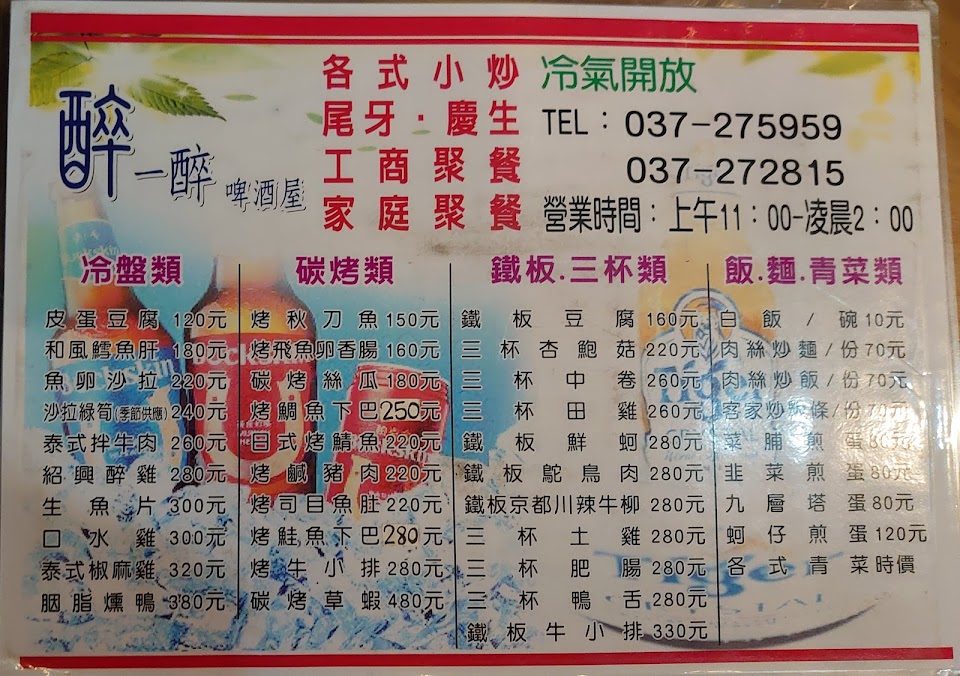 醉一醉 啤酒屋
各式小炒
尾牙·慶生
工商聚餐
家庭聚餐
冷氣開放
TEL：037-275959
037-272815
營業時間：上午11：00-凌晨2：00
冷盤類
皮蛋豆腐 120元
和風鱈魚肝 180元
魚卵沙拉 220元
沙拉綠筍(季節供應) 240元
泰式拌牛肉 260元
紹興醉雞 280元
生魚片 300元
口水雞 300元
泰式椒麻雞 320元
胭脂燻鴨 380元
碳烤類
烤秋刀魚 150元
烤飛魚卵香腸 160元
碳烤絲瓜 180元
烤鯛魚下巴 250元
日式烤鯖魚 220元
烤鹹豬肉 220元
烤司目魚肚 220元
烤鮭魚下巴 280元
烤牛小排 280元
碳烤草蝦 480元
鐵板.三杯類
鐵板豆腐 160元
三杯杏鮑菇 220元
三杯中卷 260元
三杯田雞 260元
鐵板鮮蚵 280元
鐵板鴕鳥肉 280元
鐵板京都川辣牛柳 280元
三杯土雞 280元
三杯肥腸 280元
三杯鴨舌 280元
鐵板牛小排 330元
飯.麵.青菜類
白飯/碗 10元
肉絲炒麵/份 70元
肉絲炒飯/份 70元
客家炒粄條/份 70元
菜脯煎蛋 80元
韭菜煎蛋 80元
九層塔蛋 80元
蚵仔煎蛋 120元
各式青菜時價
Tiger